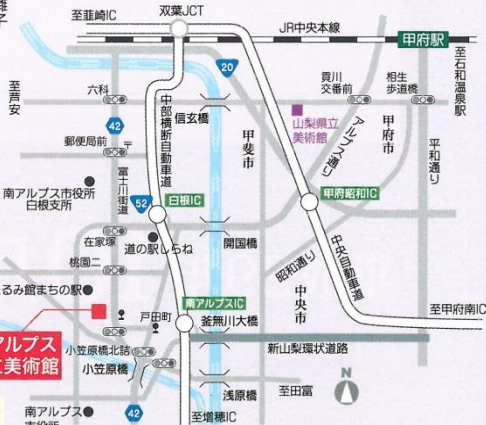 至韮崎IC
双葉JCT
JR中央本線
甲府駅
至石和温泉駅
20
至芦安
六科
貢川
交番前
相生
歩道橋
42
中部横断自動車道
信玄橋
山梨県立
美術館
甲斐市
アルプス通り
甲府市
平和通り
郵便局前
〒
富士川街道
南アルプス市役所
白根支所
52
白根IC
甲府昭和IC
在家塚
道の駅しらね
開国橋
桃園二
昭和通り
中央自動車道
るみ館まちの駅
南アルプスIC
中央市
戸田町
釜無川大橋
至甲府南IC
アルプス
美術館
小笠原橋北詰
新山梨環状道路
小笠原橋
浅原橋
至田富
N
南アルプス
市役所
42
至増穂IC